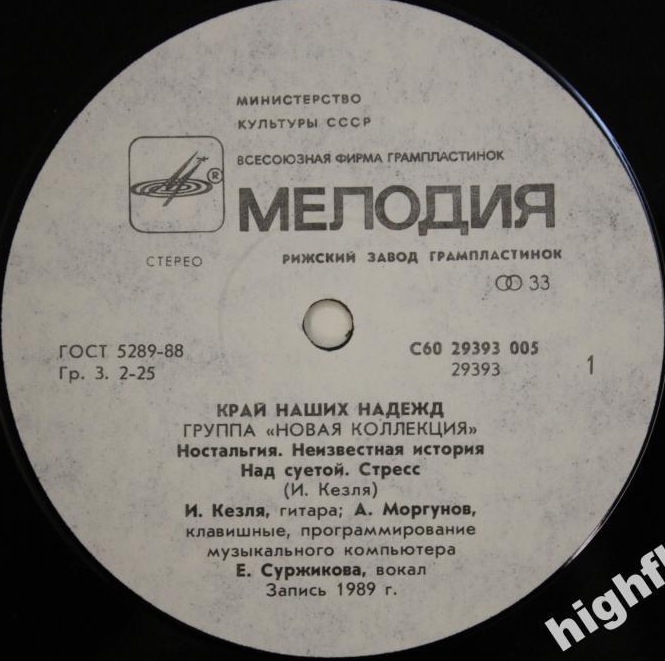 МИНИСТЕРСТВО
КУЛЬТУРЫ СССР
ВСЕСОЮЗНАЯ ФИРМА ГРАМПЛАСТИНОК
®
МЕЛОДИЯ
СТЕРЕО
РИЖСКИЙ ЗАВОД ГРАМПЛАСТИНОК
33
ГОСТ 5289-88
Гр. 3. 2-25
С60 29393 005
29393
1
КРАЙ НАШИХ НАДЕЖД
ГРУППА «НОВАЯ КОЛЛЕКЦИЯ»
Ностальгия. Неизвестная история
Над суетой. Стресс
(И. Кезля)
И. Кезля, гитара; А. Моргунов,
клавишные, программирование
музыкального компьютера
Е. Суржикова, вокал
Запись 1989 г.